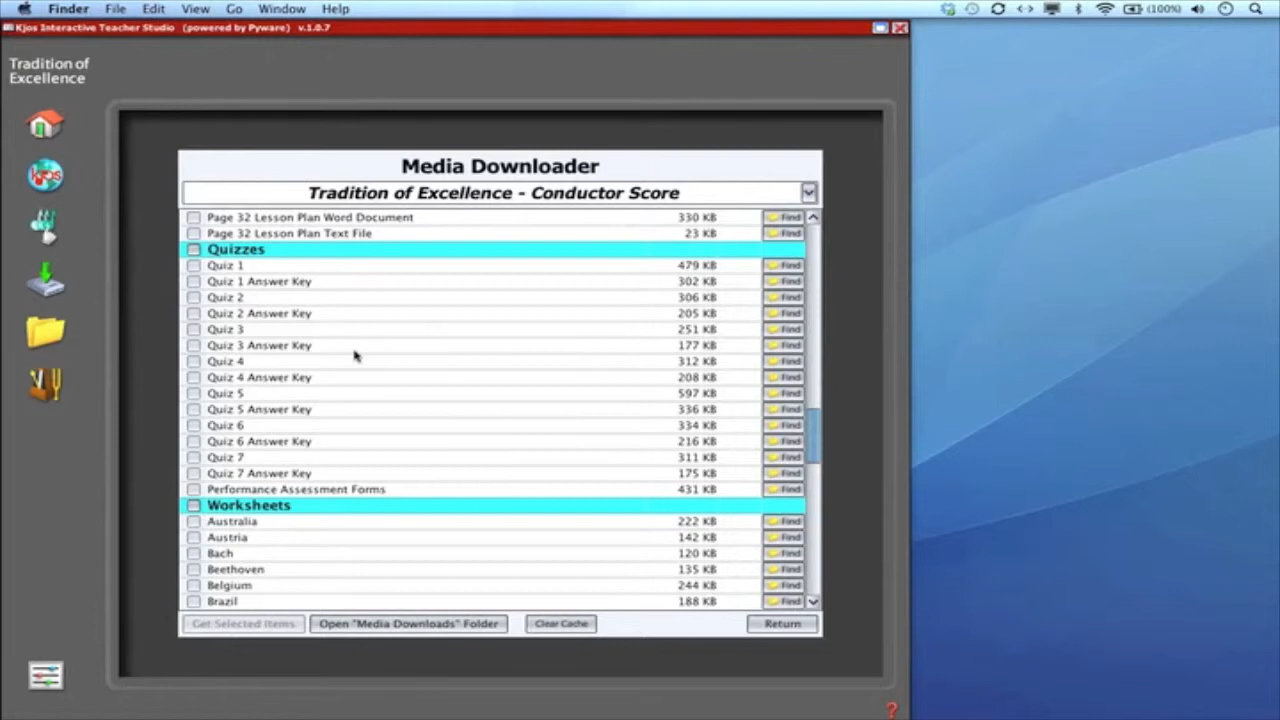 Finder File Edit View Go Window Help (100%)
Kjos Interactive Teacher Studio (powered by Pyware) v.1.0.7
Tradition of
Excellence
kjos
Media Downloader
Tradition of Excellence - Conductor Score
Page 32 Lesson Plan Word Document 330 KB Find
Page 32 Lesson Plan Text File 23 KB Find
Quizzes
Quiz 1 479 KB Find
Quiz 1 Answer Key 302 KB Find
Quiz 2 306 KB Find
Quiz 2 Answer Key 205 KB Find
Quiz 3 251 KB Find
Quiz 3 Answer Key 177 KB Find
Quiz 4 312 KB Find
Quiz 4 Answer Key 208 KB Find
Quiz 5 597 KB Find
Quiz 5 Answer Key 336 KB Find
Quiz 6 334 KB Find
Quiz 6 Answer Key 216 KB Find
Quiz 7 311 KB Find
Quiz 7 Answer Key 175 KB Find
Performance Assessment Forms 431 KB Find
Worksheets
Australia 222 KB Find
Austria 142 KB Find
Bach 120 KB Find
Beethoven 135 KB Find
Belgium 244 KB Find
Brazil 188 KB Find
Get Selected Items Open "Media Downloads" Folder Clear Cache Return
?